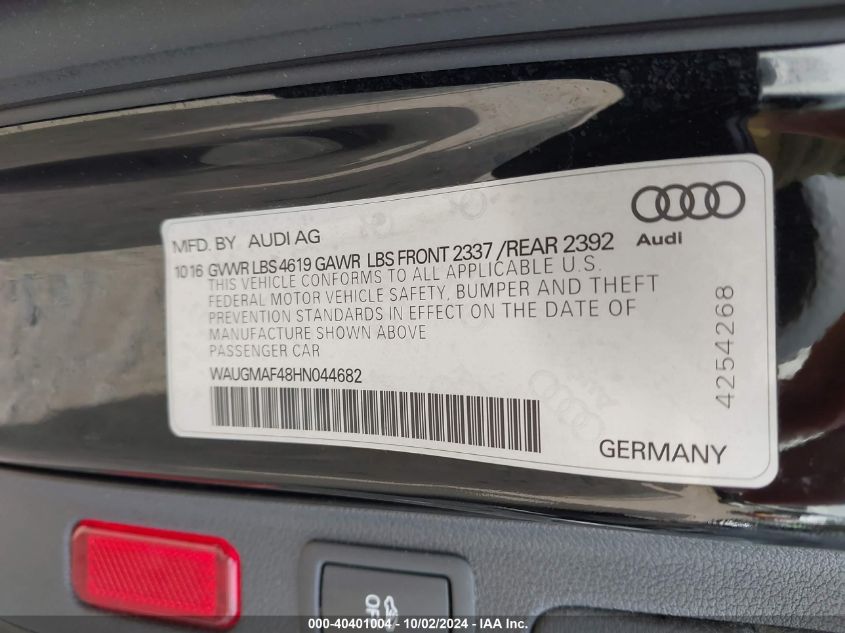 MFD. BY AUDI AG
Audi
10 16 GVWR LBS 4619 GAWR LBS FRONT 2337 /REAR 2392
THIS VEHICLE CONFORMS TO ALL APPLICABLE U.S.
FEDERAL MOTOR VEHICLE SAFETY, BUMPER AND THEFT
PREVENTION STANDARDS IN EFFECT ON THE DATE OF
MANUFACTURE SHOWN ABOVE
PASSENGER CAR
WAUGMAF48HN044682
4254268
GERMANY
OFF
000-40401004 - 10/02/2024 - IAA Inc.